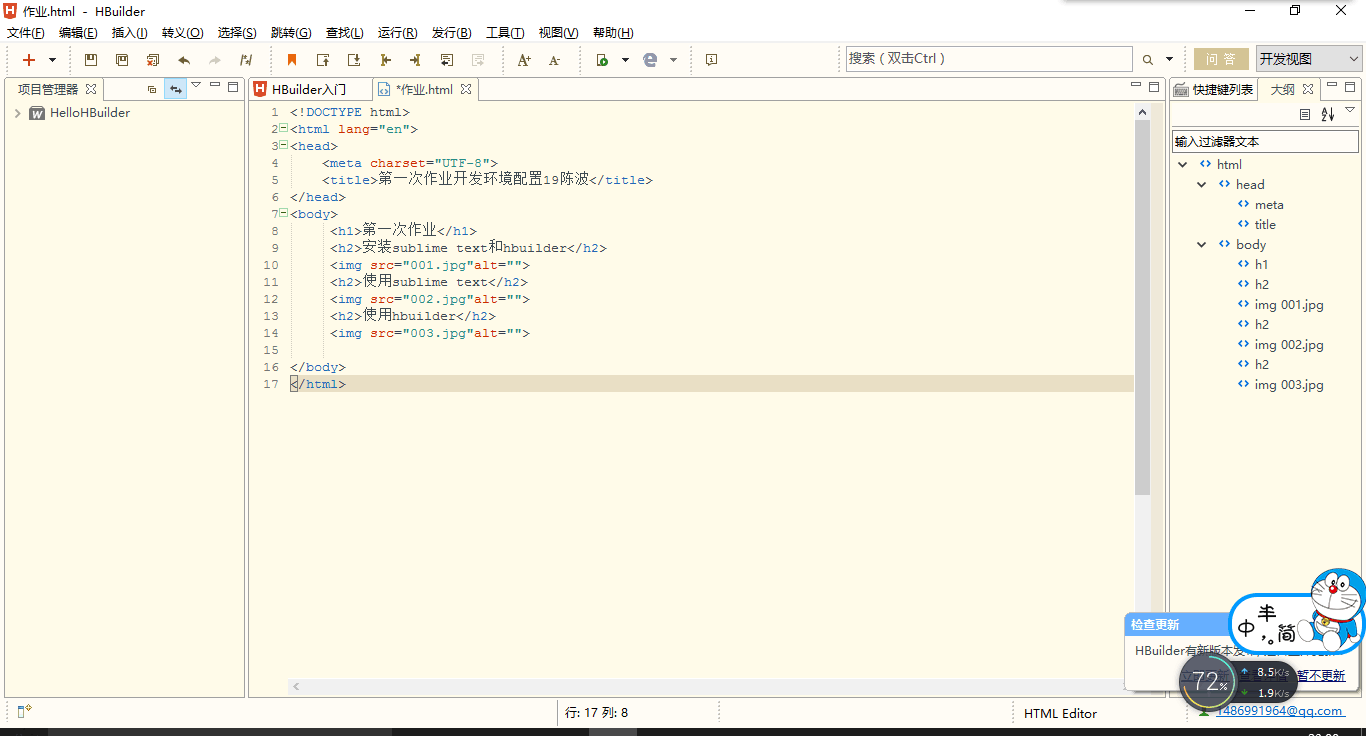 作业.html - HBuilder
文件(F) 编辑(E) 插入(I) 转义(O) 选择(S) 跳转(G) 查找(L) 运行(R) 发行(B) 工具(T) 视图(V) 帮助(H)
搜索（双击Ctrl） 问 答 开发视图
项目管理器 HBuilder入门 *作业.html 快捷键列表 大纲
HelloHBuilder
输入过滤器文本
1 <!DOCTYPE html>
2 <html lang="en">
3 <head>
4 <meta charset="UTF-8">
5 <title>第一次作业开发环境配置19陈波</title>
6 </head>
7 <body>
8 <h1>第一次作业</h1>
9 <h2>安装sublime text和hbuilder</h2>
10 <img src="001.jpg"alt="">
11 <h2>使用sublime text</h2>
12 <img src="002.jpg"alt="">
13 <h2>使用hbuilder</h2>
14 <img src="003.jpg"alt="">
15
16 </body>
17 </html>
html
head
meta
title
body
h1
h2
img 001.jpg
h2
img 002.jpg
h2
img 003.jpg
检查更新
HBuilder有新版本发
暂不更新
中 半 ，。 简
72%
8.5K/s
1.9K/s
行: 17 列: 8 HTML Editor 1486991964@qq.com